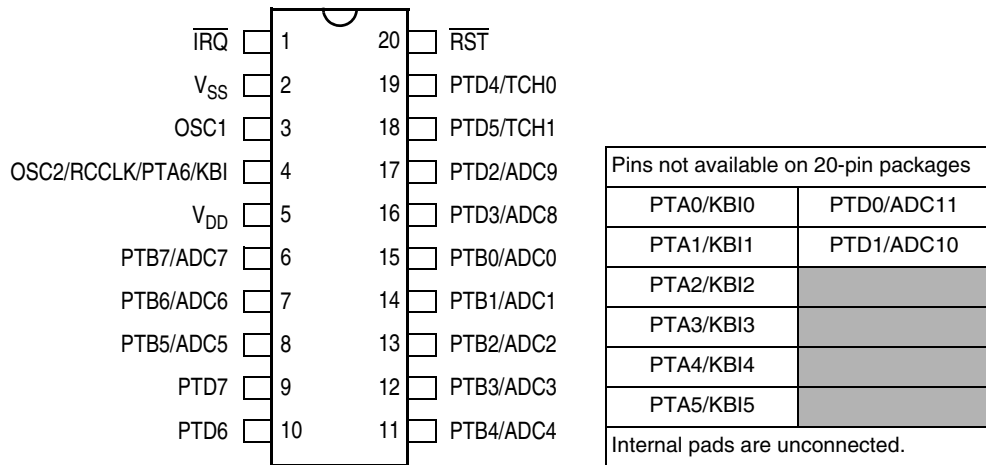 IRQ 1 20 RST
VSS 2 19 PTD4/TCH0
OSC1 3 18 PTD5/TCH1
OSC2/RCCLK/PTA6/KBI 4 17 PTD2/ADC9
VDD 5 16 PTD3/ADC8
PTB7/ADC7 6 15 PTB0/ADC0
PTB6/ADC6 7 14 PTB1/ADC1
PTB5/ADC5 8 13 PTB2/ADC2
PTD7 9 12 PTB3/ADC3
PTD6 10 11 PTB4/ADC4
Pins not available on 20-pin packages
PTA0/KBI0 PTD0/ADC11
PTA1/KBI1 PTD1/ADC10
PTA2/KBI2
PTA3/KBI3
PTA4/KBI4
PTA5/KBI5
Internal pads are unconnected.